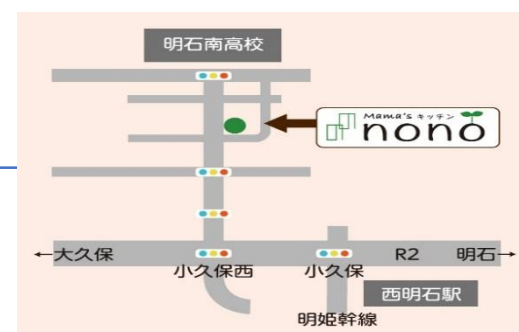 明石南高校
Mama's キッチン
nono
←大久保
小久保西
小久保
R2
明石→
西明石駅
明姫幹線